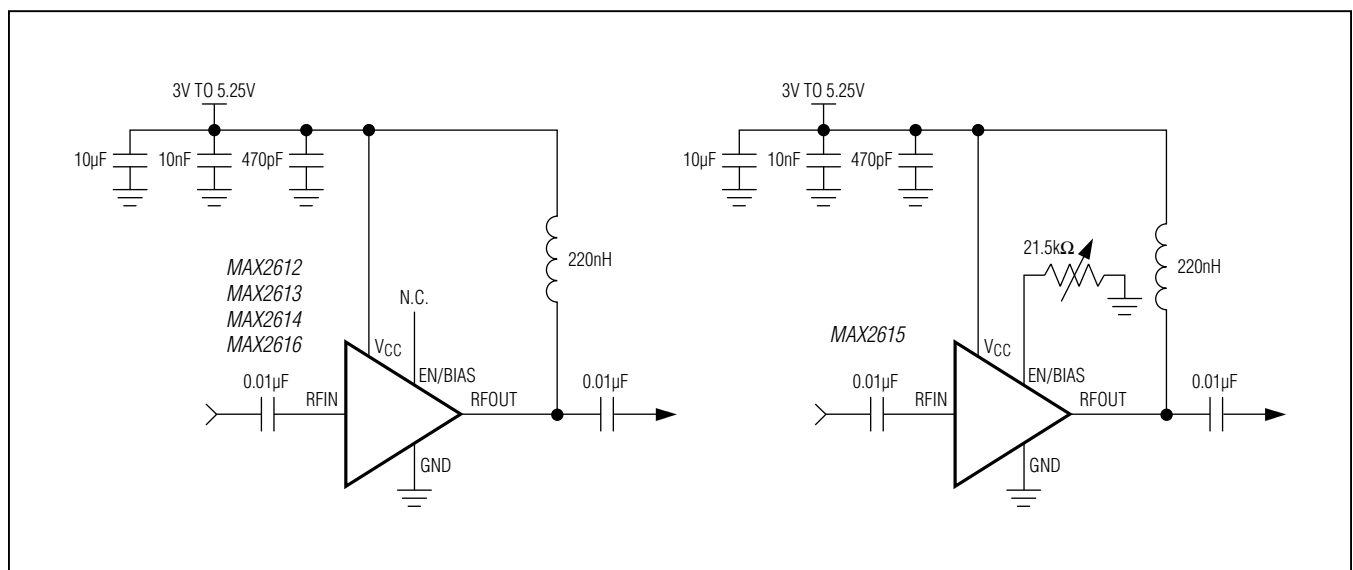 3V TO 5.25V
10µF
10nF
470pF
220nH
MAX2612
MAX2613
MAX2614
MAX2616
N.C.
VCC
EN/BIAS
0.01µF
RFIN
RFOUT
0.01µF
GND
3V TO 5.25V
10µF
10nF
470pF
21.5kΩ
220nH
MAX2615
VCC
EN/BIAS
0.01µF
RFIN
RFOUT
0.01µF
GND